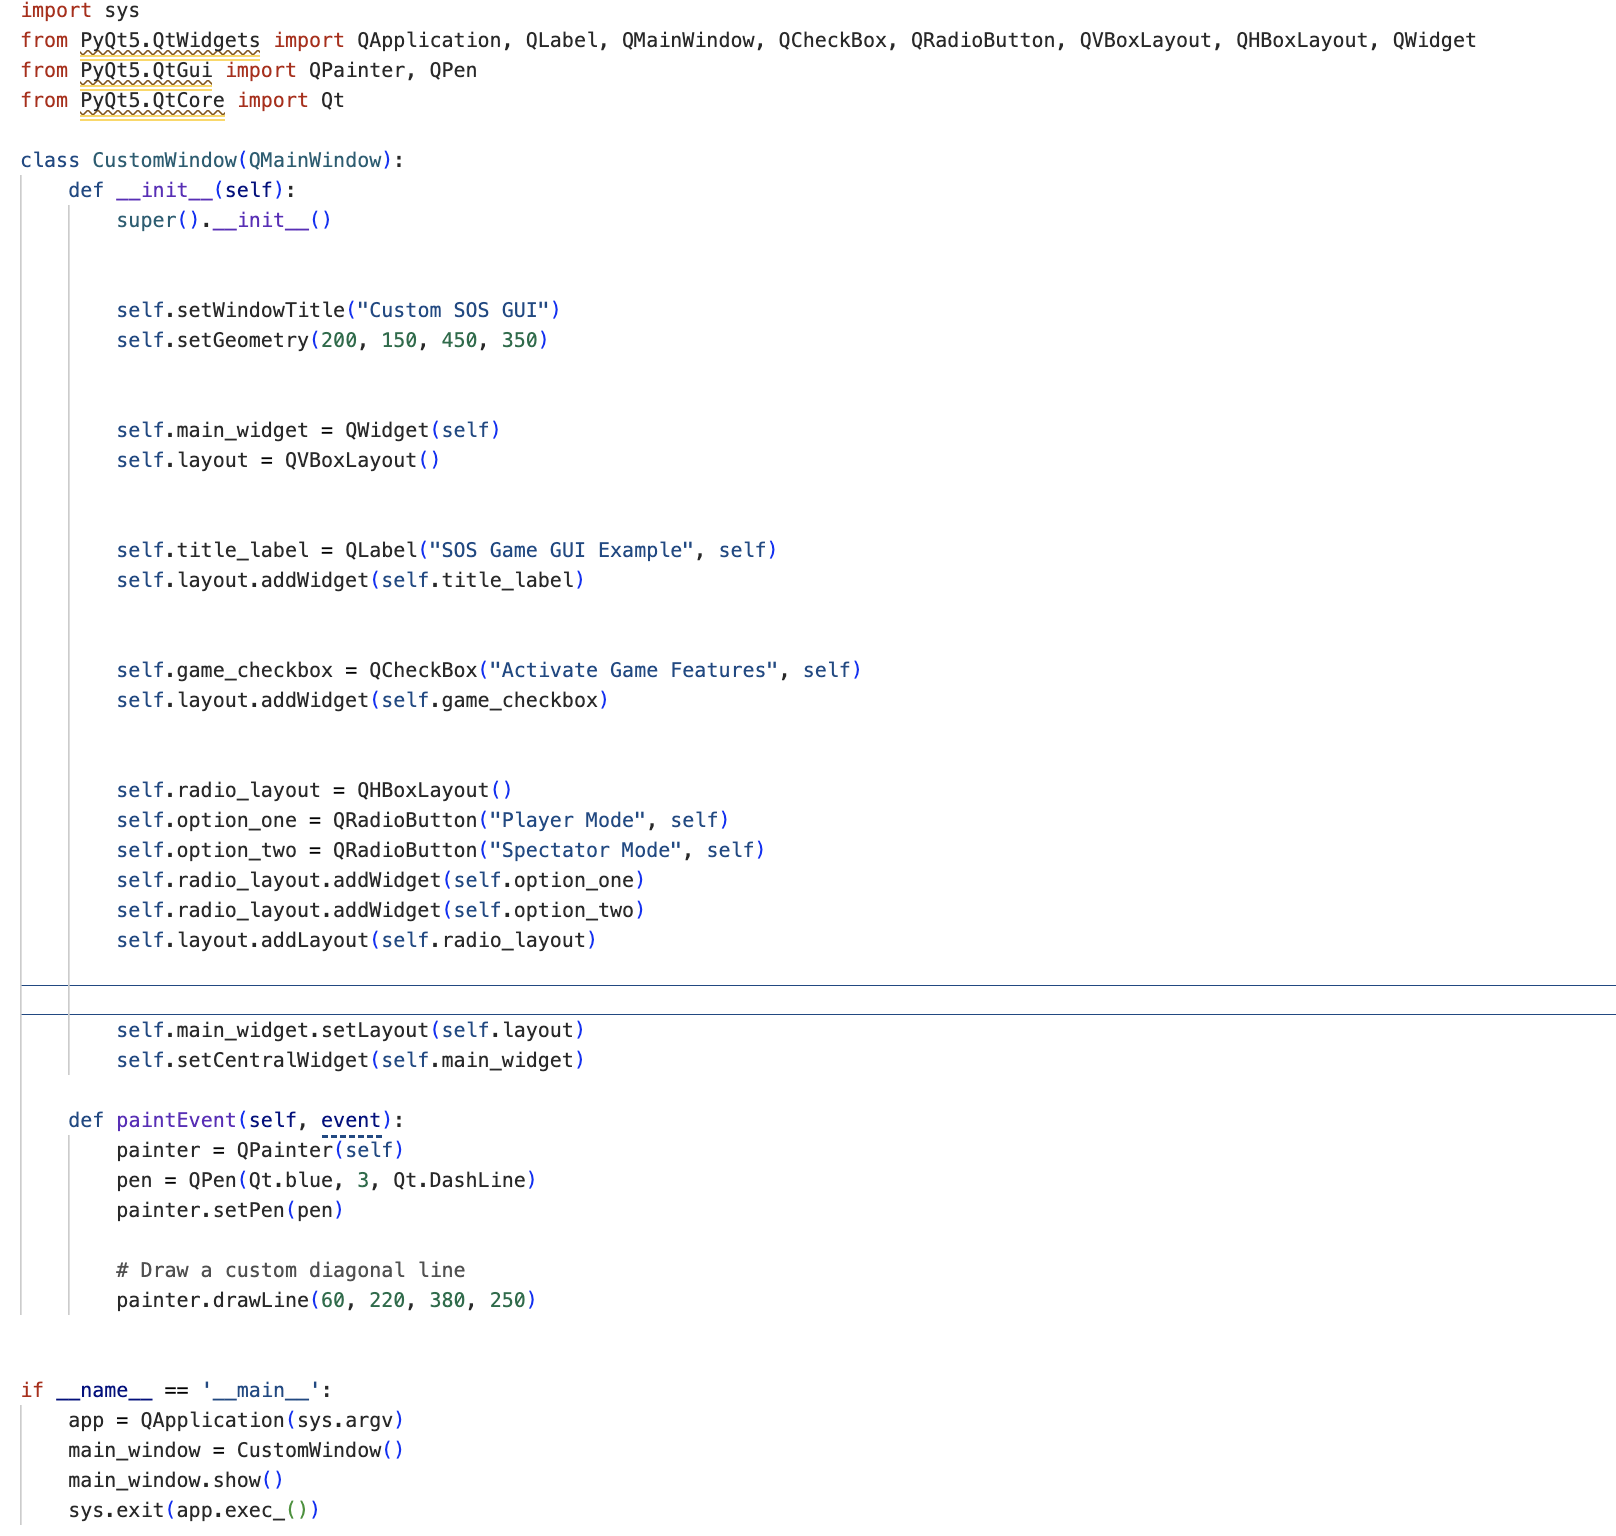 import sys
from PyQt5.QtWidgets import QApplication, QLabel, QMainWindow, QCheckBox, QRadioButton, QVBoxLayout, QHBoxLayout, QWidget
from PyQt5.QtGui import QPainter, QPen
from PyQt5.QtCore import Qt
class CustomWindow(QMainWindow):
def __init__(self):
super().__init__()
self.setWindowTitle("Custom SOS GUI")
self.setGeometry(200, 150, 450, 350)
self.main_widget = QWidget(self)
self.layout = QVBoxLayout()
self.title_label = QLabel("SOS Game GUI Example", self)
self.layout.addWidget(self.title_label)
self.game_checkbox = QCheckBox("Activate Game Features", self)
self.layout.addWidget(self.game_checkbox)
self.radio_layout = QHBoxLayout()
self.option_one = QRadioButton("Player Mode", self)
self.option_two = QRadioButton("Spectator Mode", self)
self.radio_layout.addWidget(self.option_one)
self.radio_layout.addWidget(self.option_two)
self.layout.addLayout(self.radio_layout)
self.main_widget.setLayout(self.layout)
self.setCentralWidget(self.main_widget)
def paintEvent(self, event):
painter = QPainter(self)
pen = QPen(Qt.blue, 3, Qt.DashLine)
painter.setPen(pen)
# Draw a custom diagonal line
painter.drawLine(60, 220, 380, 250)
if __name__ == '__main__':
app = QApplication(sys.argv)
main_window = CustomWindow()
main_window.show()
sys.exit(app.exec_())